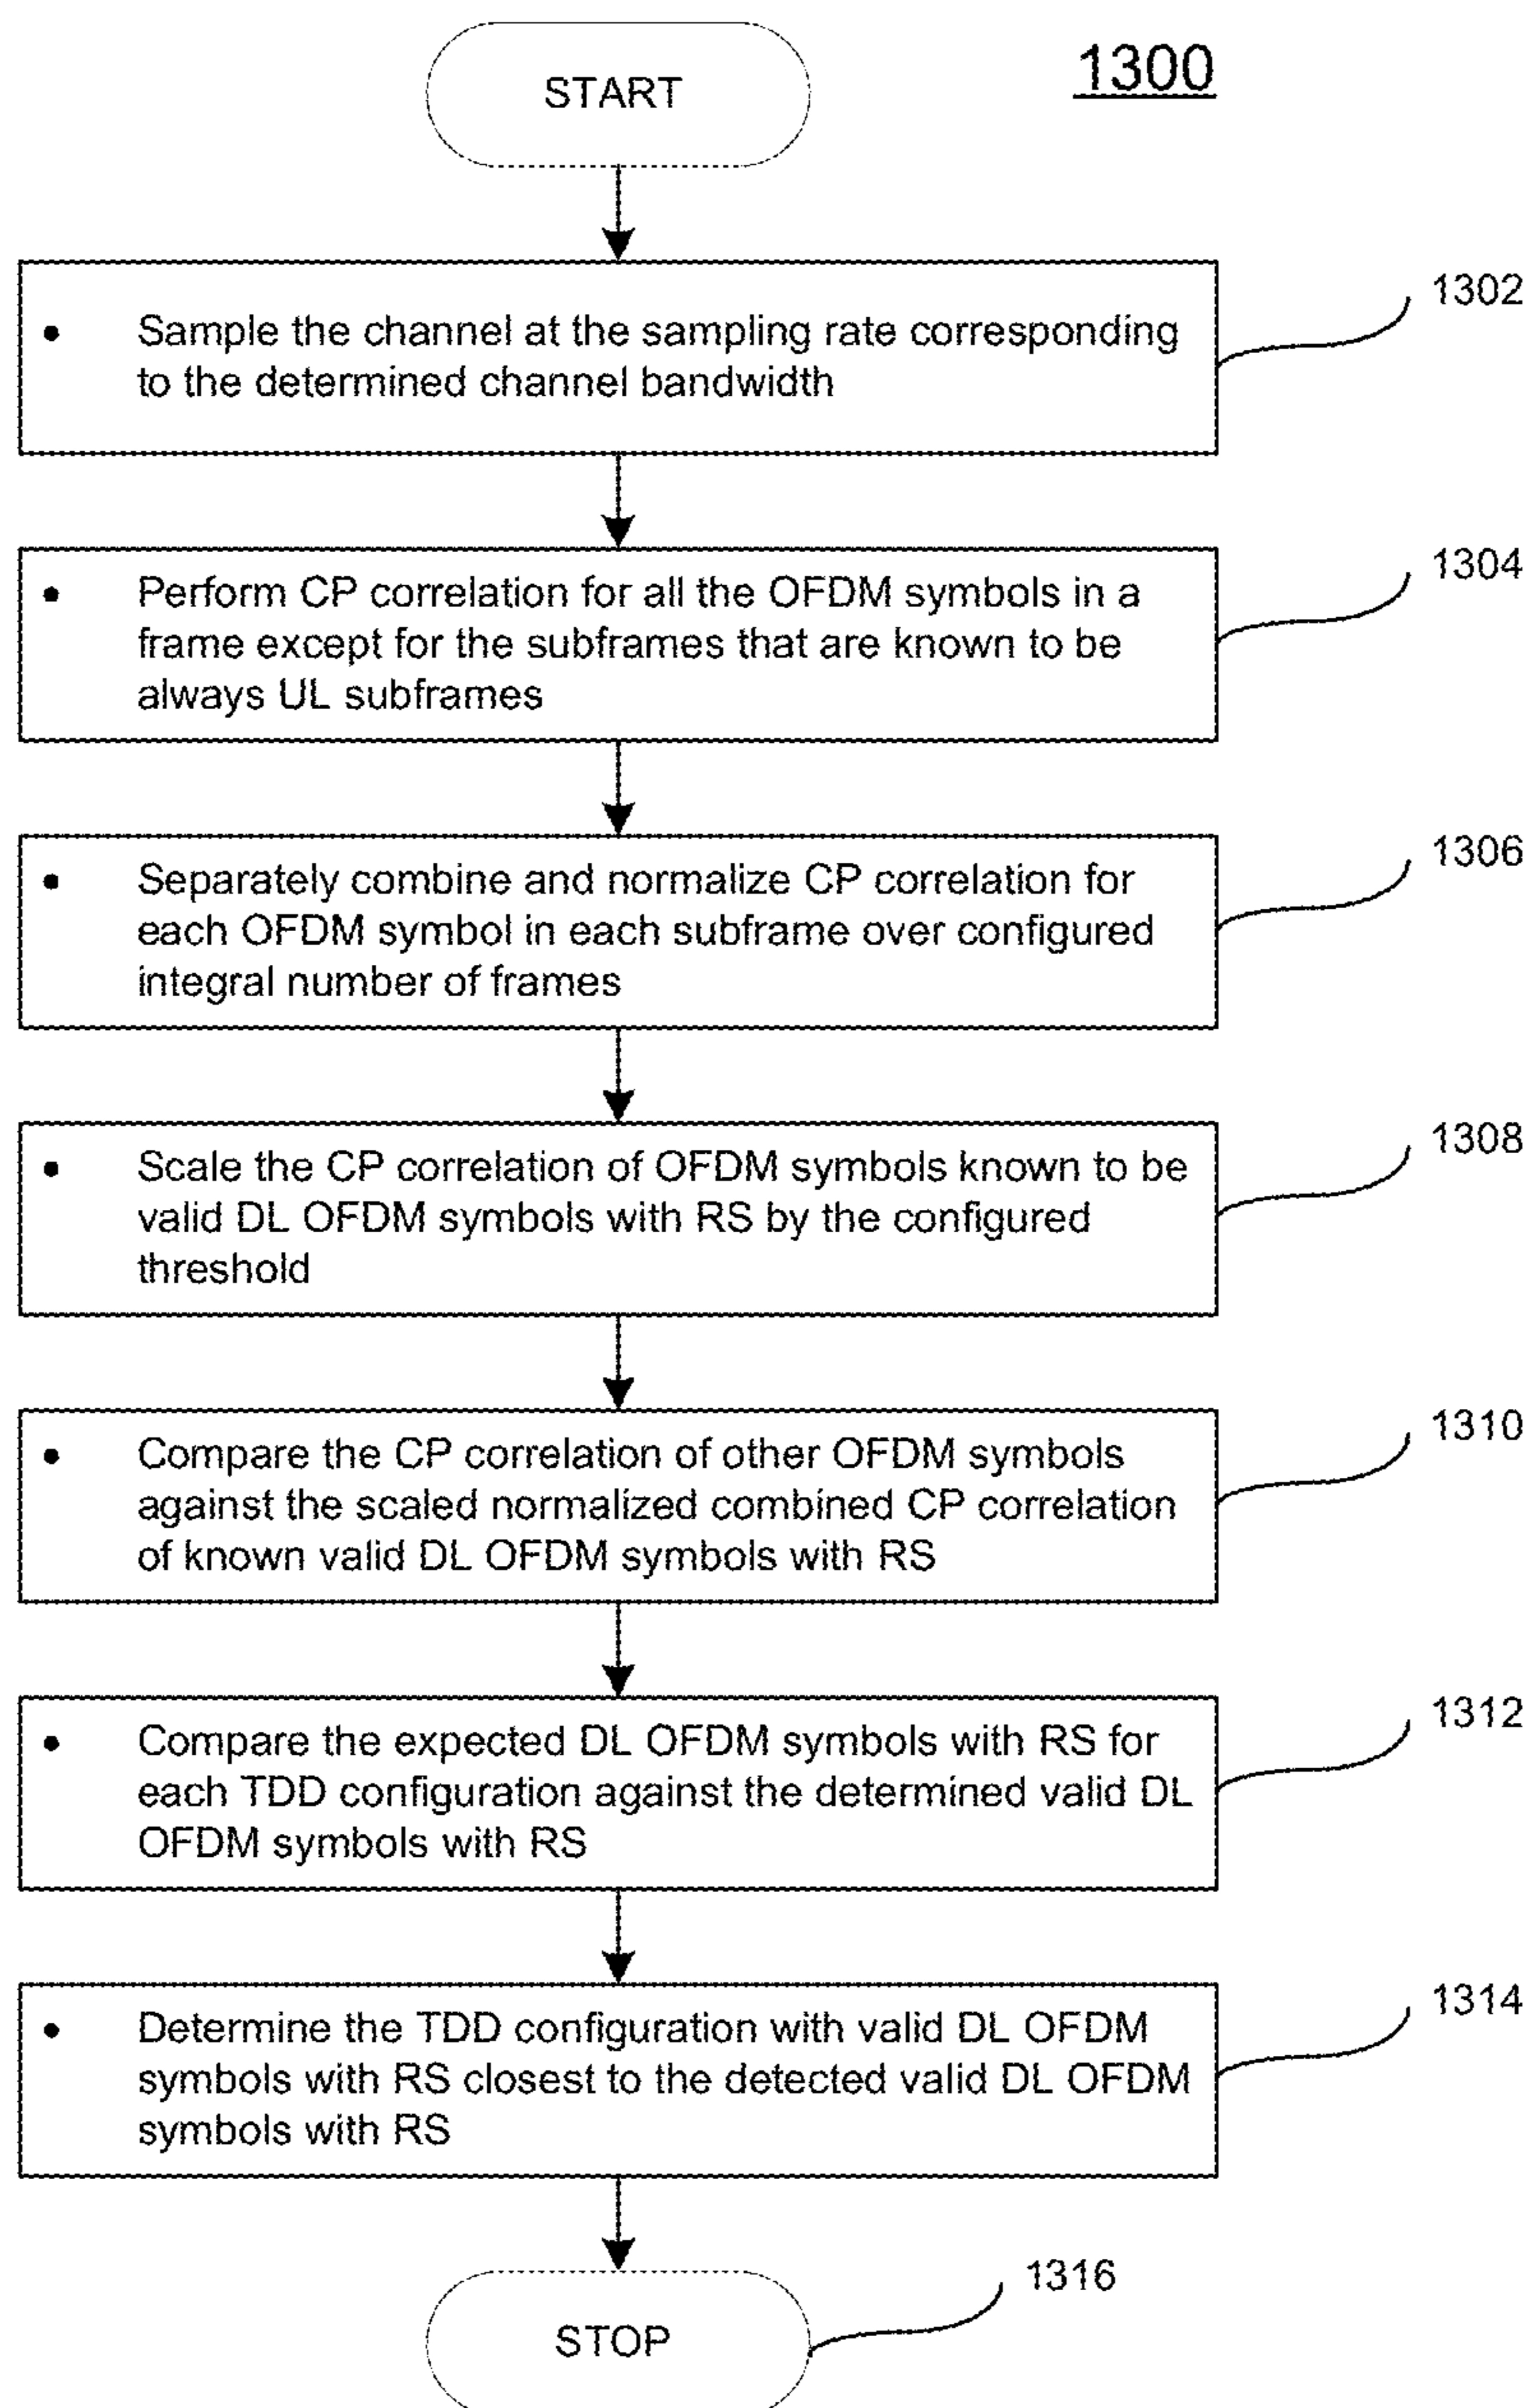 START
1300
• Sample the channel at the sampling rate corresponding
to the determined channel bandwidth
1302
• Perform CP correlation for all the OFDM symbols in a
frame except for the subframes that are known to be
always UL subframes
1304
• Separately combine and normalize CP correlation for
each OFDM symbol in each subframe over configured
integral number of frames
1306
• Scale the CP correlation of OFDM symbols known to be
valid DL OFDM symbols with RS by the configured
threshold
1308
• Compare the CP correlation of other OFDM symbols
against the scaled normalized combined CP correlation
of known valid DL OFDM symbols with RS
1310
• Compare the expected DL OFDM symbols with RS for
each TDD configuration against the determined valid DL
OFDM symbols with RS
1312
• Determine the TDD configuration with valid DL OFDM
symbols with RS closest to the detected valid DL OFDM
symbols with RS
1314
STOP
1316